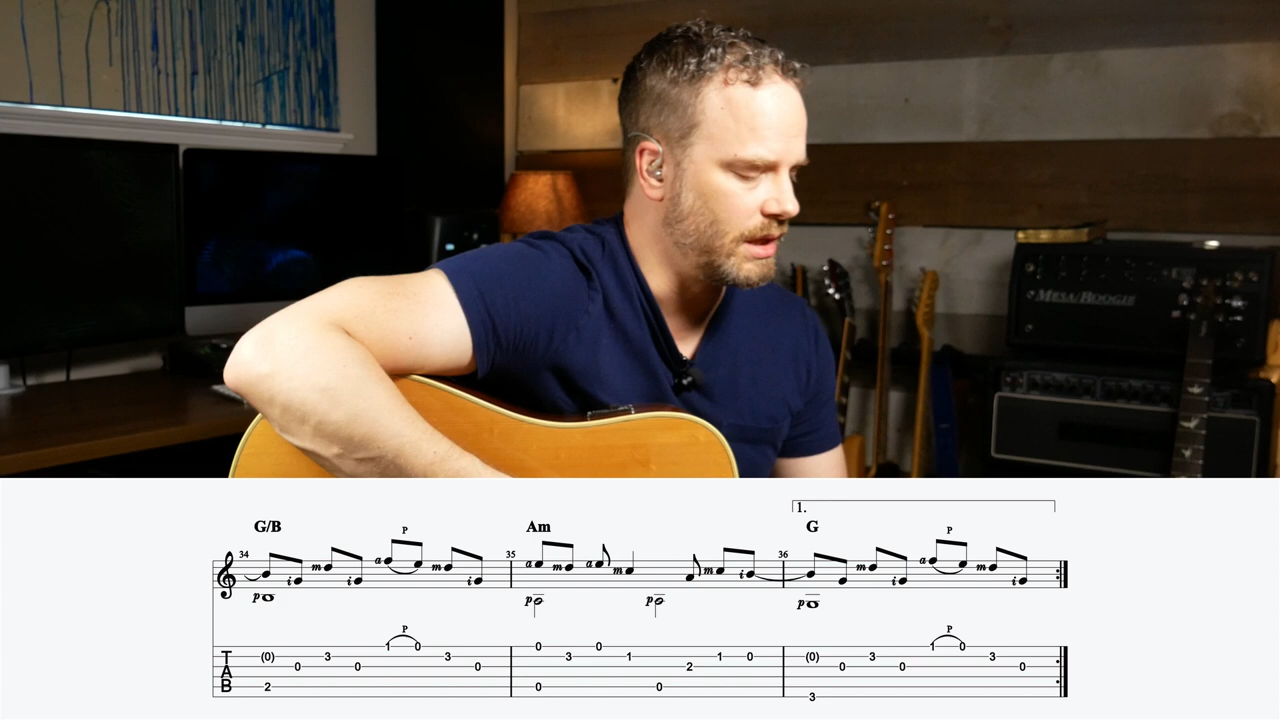 MESA/BOOGIE
1.
G/B Am G
34 P 35 36 P
a m a a m a
i m i m i m i m i m i
p p p p
P P
T (0) 0 3 0 1 0 3 0 0 3 0 1 2 1 0 (0) 0 3 0 1 0 3 0
A
B 2 0 0 3